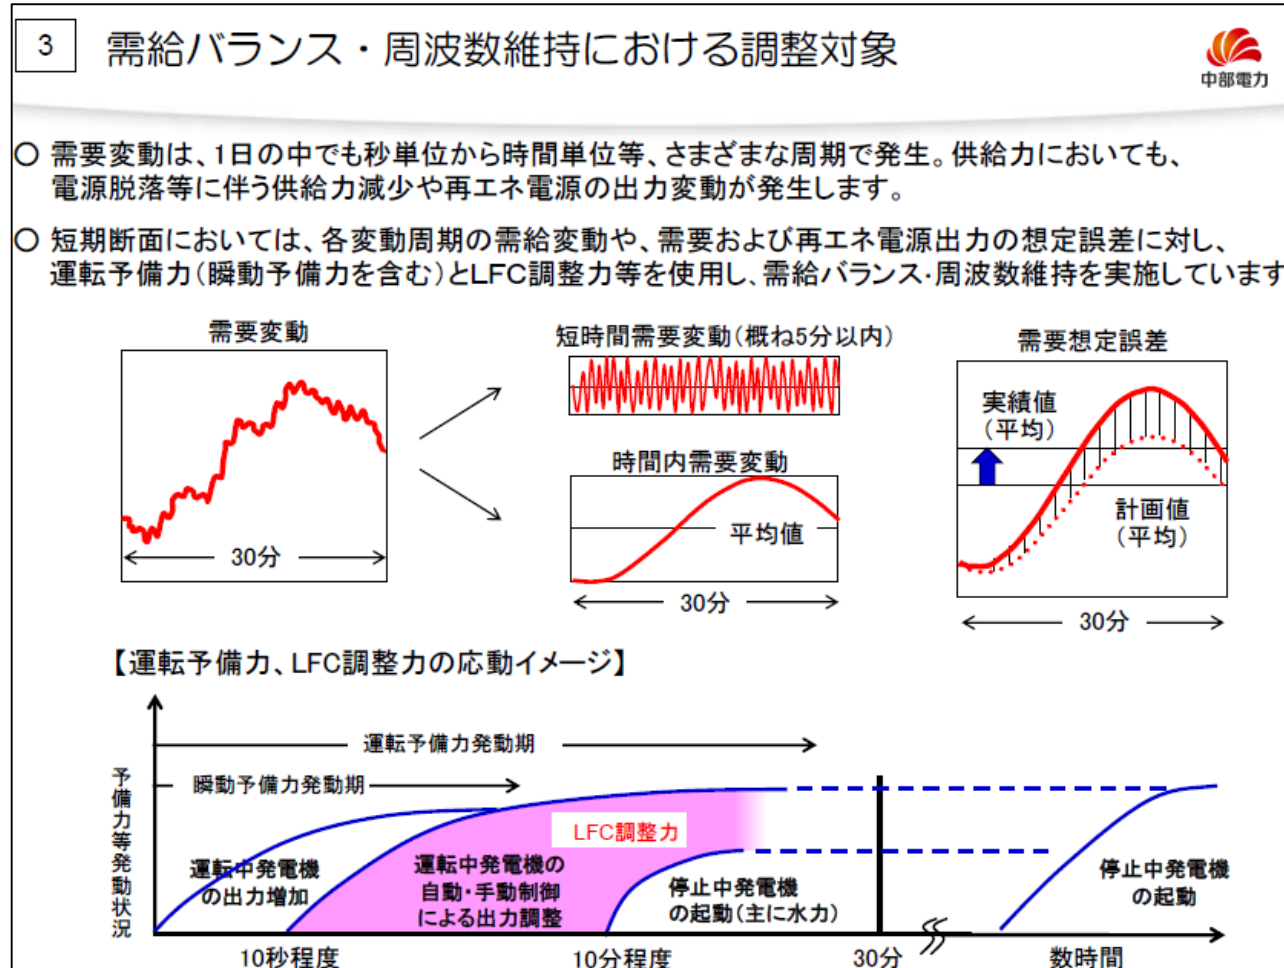 3
需給バランス・周波数維持における調整対象
中部電力
○ 需要変動は、1日の中でも秒単位から時間単位等、さまざまな周期で発生。供給力においても、
電源脱落等に伴う供給力減少や再エネ電源の出力変動が発生します。
○ 短期断面においては、各変動周期の需給変動や、需要および再エネ電源出力の想定誤差に対し、
運転予備力(瞬動予備力を含む)とLFC調整力等を使用し、需給バランス・周波数維持を実施しています
需要変動
30分
短時間需要変動(概ね5分以内)
時間内需要変動
平均値
30分
需要想定誤差
実績値
(平均)
計画値
(平均)
30分
【運転予備力、LFC調整力の応動イメージ】
予備力等発動状況
運転予備力発動期
瞬動予備力発動期
LFC調整力
運転中発電機
の出力増加
運転中発電機の
自動・手動制御
による出力調整
停止中発電機
の起動(主に水力)
停止中発電機
の起動
10秒程度
10分程度
30分
数時間